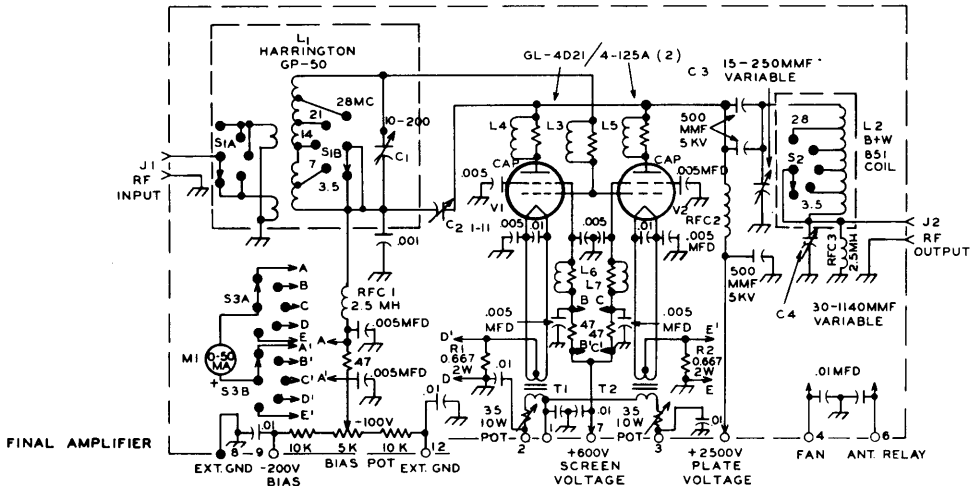 L1
HARRINGTON
GP-50
GL-4D21/4-125A (2)
C3
15-250MMF
VARIABLE
28MC
21
14
7
3.5
S1A
S1B
10-200
C1
L4
L3
L5
500
MMF
5KV
28
S2
3.5
L2
B+W
851
COIL
J1
RF
INPUT
CAP
CAP
.005
.005MFD
V1
V2
C2 1-11
.005
.01
.005
.01
.005
MFD
RFC2
J2
RF
OUTPUT
.001
L6
L7
B
C
500
MMF
5KV
RFC3
2.5MH
C4
30-1140MMF
VARIABLE
S3A
A
B
C
D
E
RFC 1
2.5 MH
.005MFD
A
47
.005
MFD
47
47
B'
C'
.005
MFD
M1
0-50
MA
+
S3B
A'
B'
C'
D'
E'
A'
.005MFD
D'
R1
0.667
2W
D
.01
T1
T2
E'
R2
0.667
2W
E
.01MFD
.01
-100V
.01
35
10W
POT
.01
35
10W
POT
.01
FINAL AMPLIFIER
8
9
10K
5K
10K
12
2
1
7
3
4
6
EXT.GND
-200V
BIAS
BIAS POT
EXT. GND
+600V
SCREEN
VOLTAGE
+2500V
PLATE
VOLTAGE
FAN
ANT. RELAY